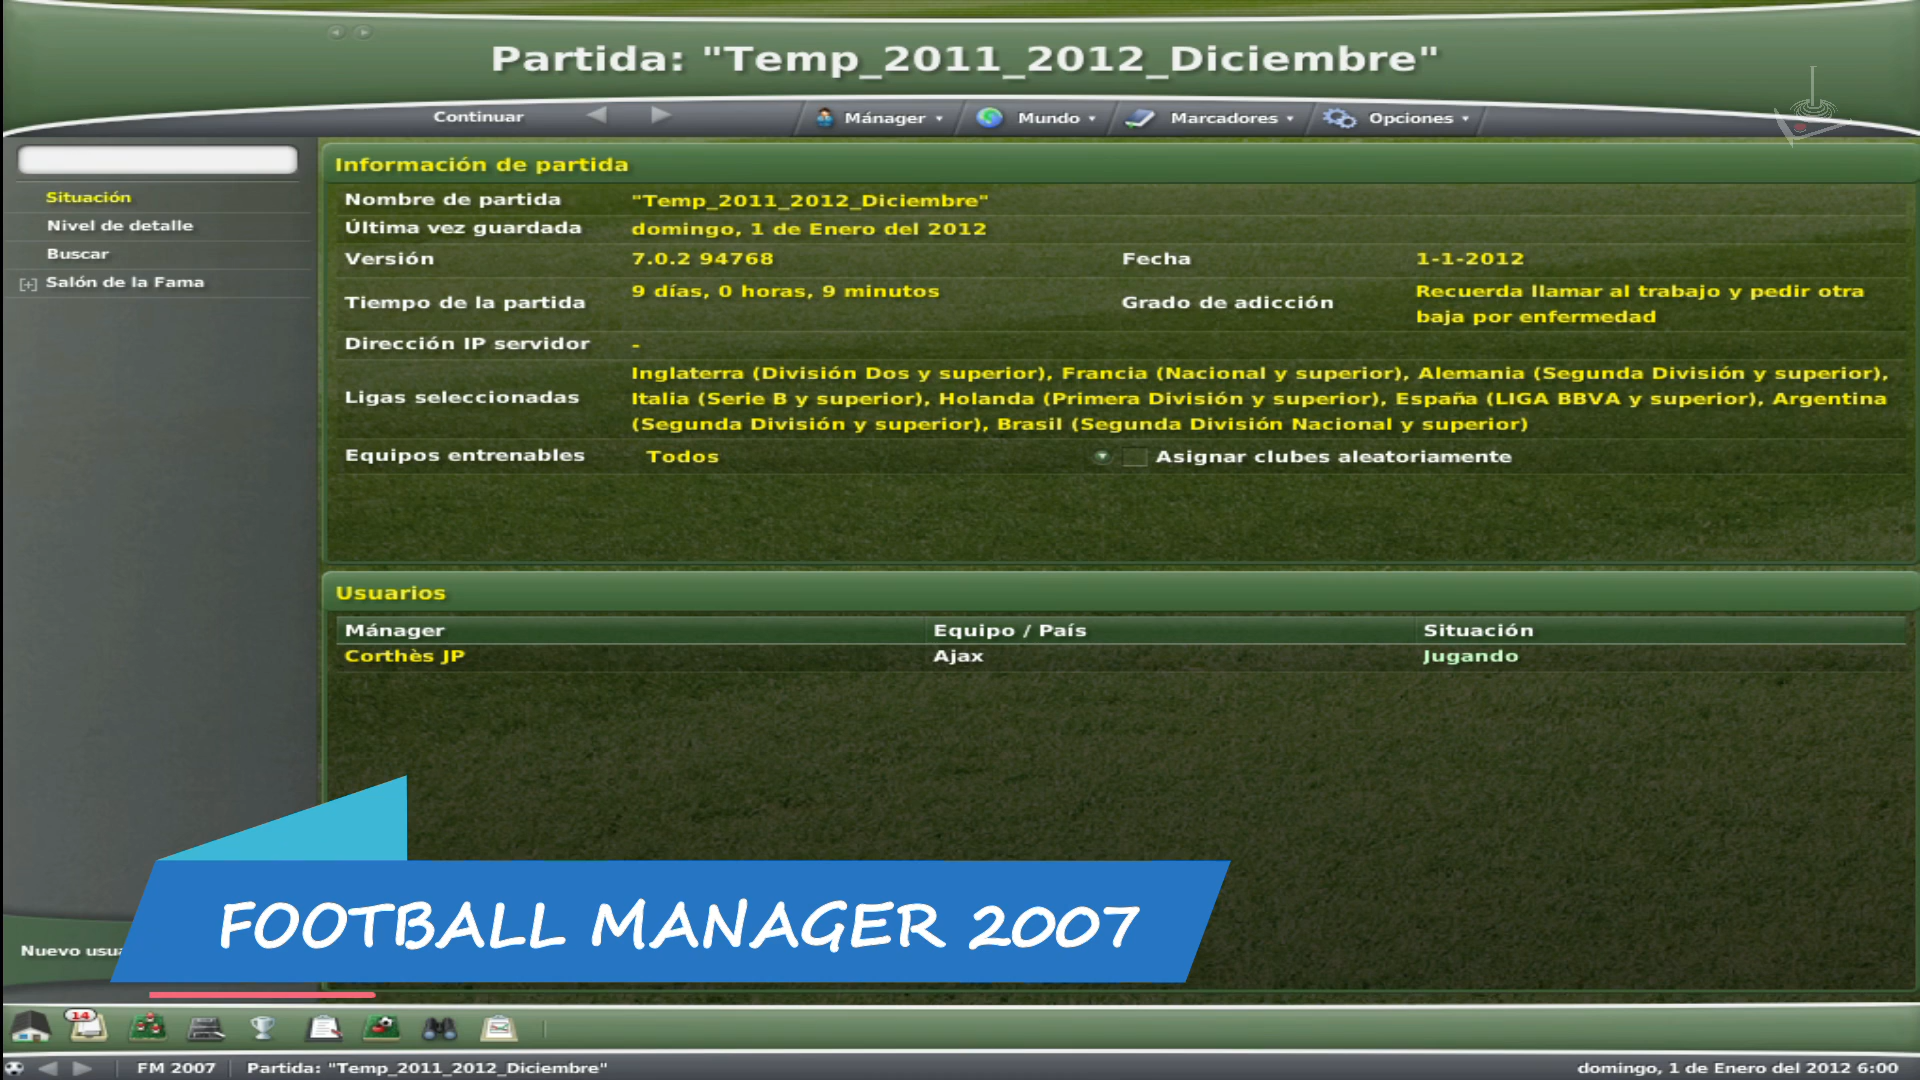 Partida: "Temp_2011_2012_Diciembre"
Continuar
Mánager
Mundo
Marcadores
Opciones
Situación
Nivel de detalle
Buscar
[+] Salón de la Fama
Información de partida
Nombre de partida "Temp_2011_2012_Diciembre"
Última vez guardada domingo, 1 de Enero del 2012
Versión 7.0.2 94768 Fecha 1-1-2012
Tiempo de la partida 9 días, 0 horas, 9 minutos Grado de adicción Recuerda llamar al trabajo y pedir otra
baja por enfermedad
Dirección IP servidor -
Ligas seleccionadas Inglaterra (División Dos y superior), Francia (Nacional y superior), Alemania (Segunda División y superior),
Italia (Serie B y superior), Holanda (Primera División y superior), España (LIGA BBVA y superior), Argentina
(Segunda División y superior), Brasil (Segunda División Nacional y superior)
Equipos entrenables Todos Asignar clubes aleatoriamente
Usuarios
Mánager Equipo / País Situación
Corthès JP Ajax Jugando
Nuevo usu
FOOTBALL MANAGER 2007
14
FM 2007 Partida: "Temp_2011_2012_Diciembre" domingo, 1 de Enero del 2012 6:00